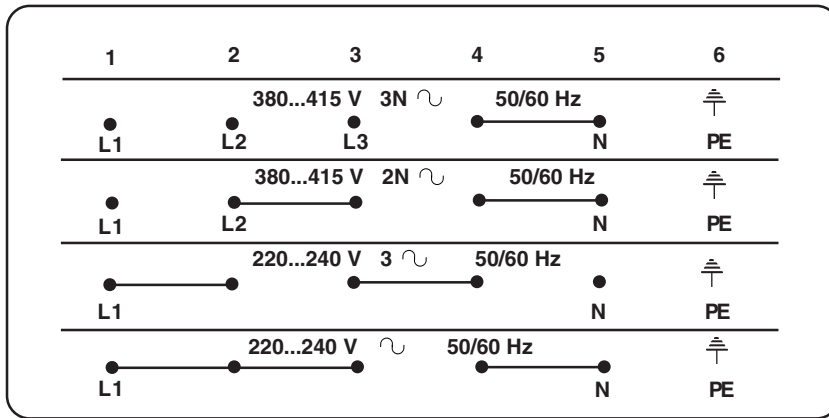 1 2 3 4 5 6
380...415 V 3N 50/60 Hz
L1 L2 L3 N PE
380...415 V 2N 50/60 Hz
L1 L2 N PE
220...240 V 3 50/60 Hz
L1 N PE
220...240 V 50/60 Hz
L1 N PE